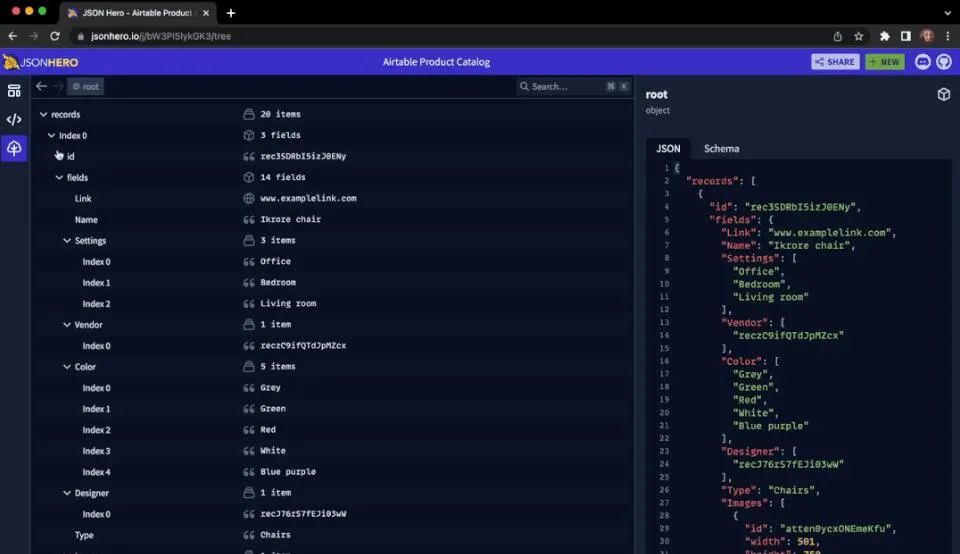 JSON Hero - Airtable Product
jsonhero.io/j/bW3PI5lykGK3/tree
JSONHERO
Airtable Product Catalog
SHARE
+ NEW
root
Search...
⌘ K
records 20 items
Index 0 3 fields
id rec3SDRbI5izJ0ENy
fields 14 fields
Link www.examplelink.com
Name Ikrore chair
Settings 3 items
Index 0 Office
Index 1 Bedroom
Index 2 Living room
Vendor 1 item
Index 0 reczC9ifQTdJpMZcx
Color 5 items
Index 0 Grey
Index 1 Green
Index 2 Red
Index 3 White
Index 4 Blue purple
Designer 1 item
Index 0 recJ76rS7fEJi03wW
Type Chairs
root
object
JSON Schema
1 {
2 "records": [
3 {
4 "id": "rec3SDRbI5izJ0ENy",
5 "fields": {
6 "Link": "www.examplelink.com",
7 "Name": "Ikrore chair",
8 "Settings": [
9 "Office",
10 "Bedroom",
11 "Living room"
12 ],
13 "Vendor": [
14 "reczC9ifQTdJpMZcx"
15 ],
16 "Color": [
17 "Grey",
18 "Green",
19 "Red",
20 "White",
21 "Blue purple"
22 ],
23 "Designer": [
24 "recJ76rS7fEJi03wW"
25 ],
26 "Type": "Chairs",
27 "Images": [
28 {
29 "id": "atten0ycxONEmeKfu",
30 "width": 501,